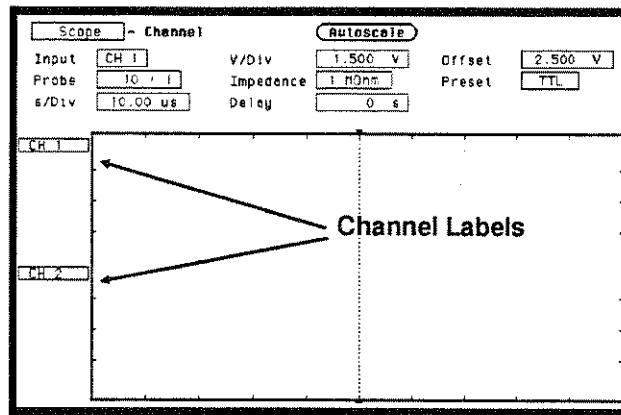 Scope - Channel Autoscale
Input CH 1 V/Div 1.500 V Offset 2.500 V
Probe 10 : 1 Impedance 1 MOhm Preset TTL
s/Div 10.00 us Delay 0 s
CH 1
Channel Labels
CH 2